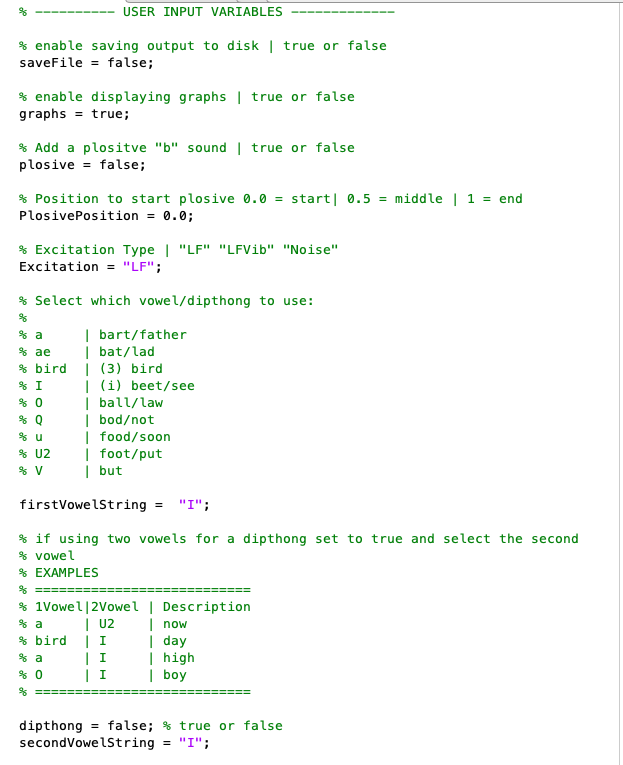 % ---------- USER INPUT VARIABLES -------------
% enable saving output to disk | true or false
saveFile = false;
% enable displaying graphs | true or false
graphs = true;
% Add a plositve "b" sound | true or false
plosive = false;
% Position to start plosive 0.0 = start| 0.5 = middle | 1 = end
PlosivePosition = 0.0;
% Excitation Type | "LF" "LFVib" "Noise"
Excitation = "LF";
% Select which vowel/dipthong to use:
%
% a     | bart/father
% ae    | bat/lad
% bird  | (3) bird
% I     | (i) beet/see
% O     | ball/law
% Q     | bod/not
% u     | food/soon
% U2    | foot/put
% V     | but
firstVowelString =  "I";
% if using two vowels for a dipthong set to true and select the second
% vowel
% EXAMPLES
% ===========================
% 1Vowel|2Vowel | Description
% a     | U2    | now
% bird  | I     | day
% a     | I     | high
% O     | I     | boy
% ===========================
dipthong = false; % true or false
secondVowelString = "I";